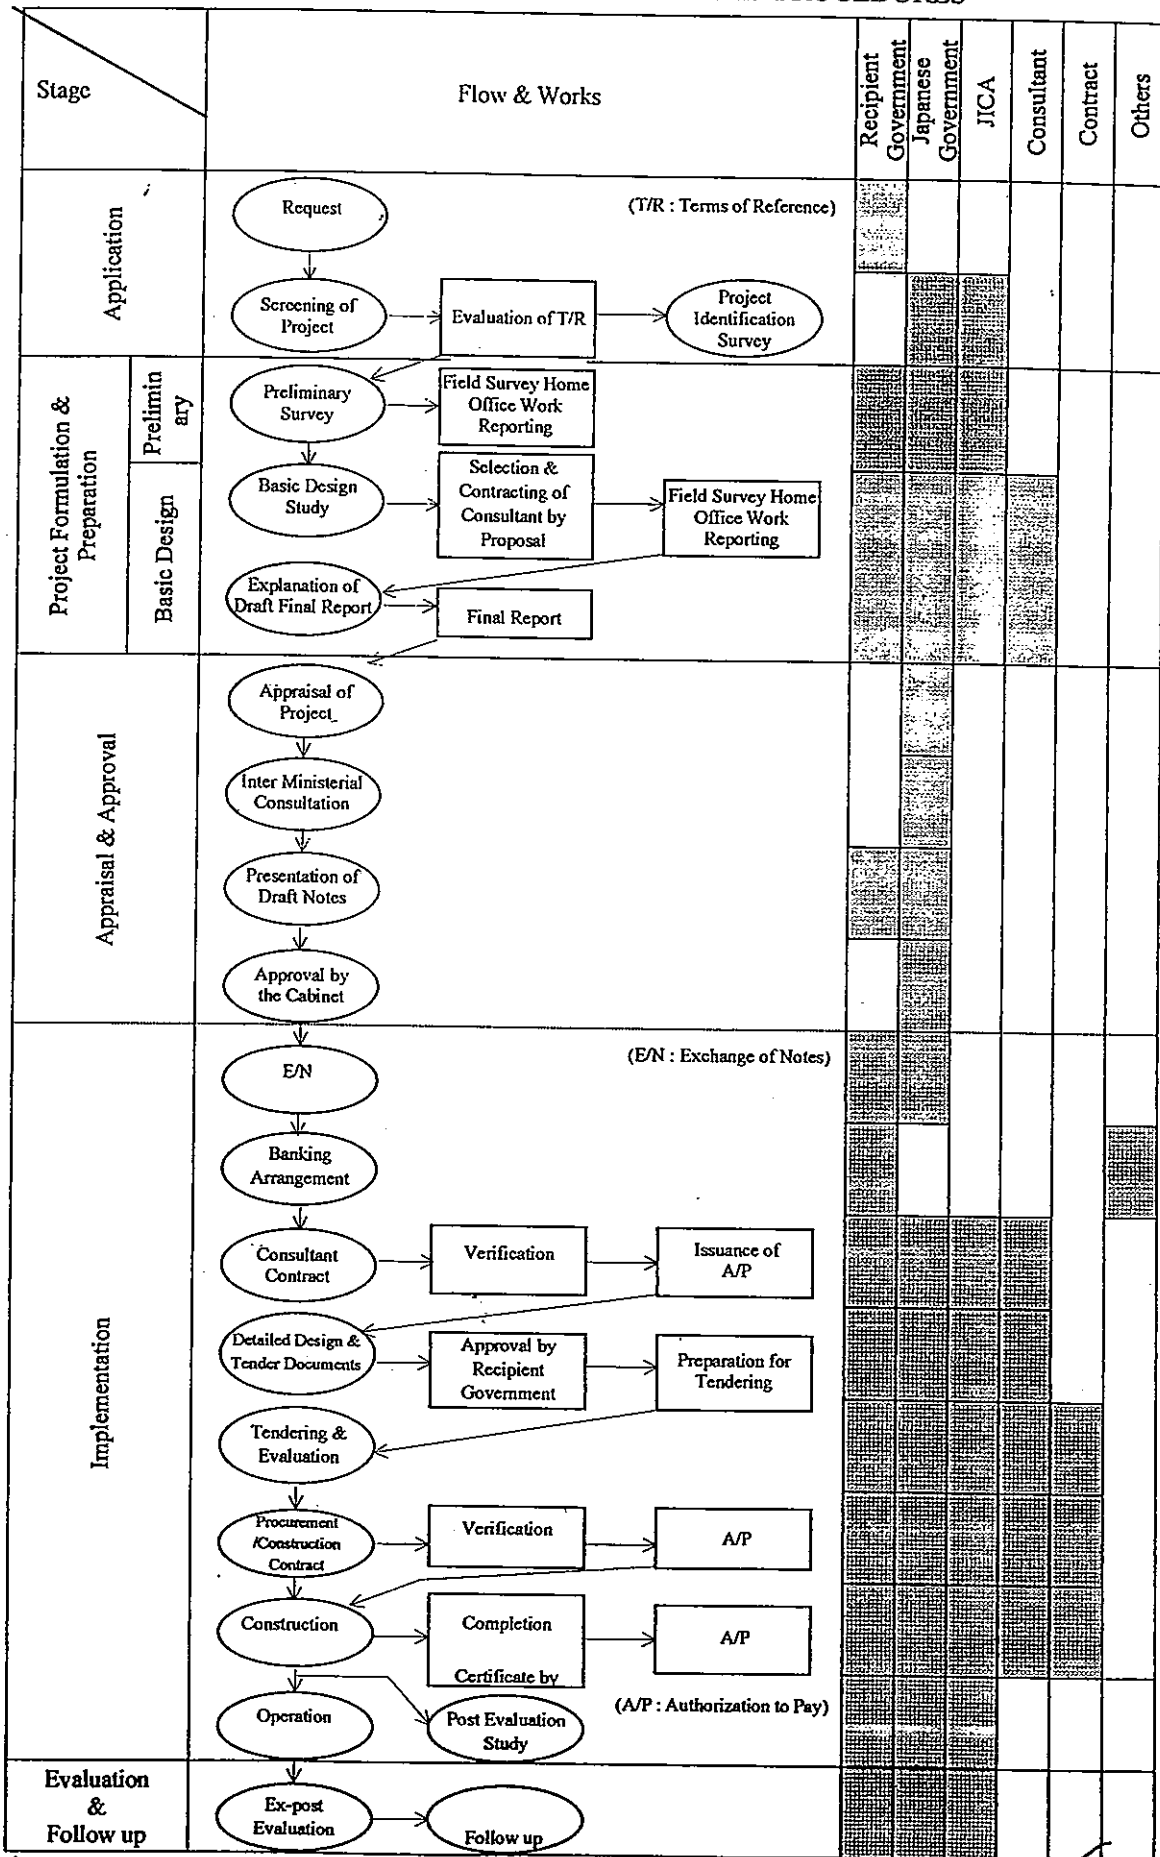 Stage
Flow & Works
Recipient
Government
Japanese
Government
JICA
Consultant
Contract
Others
Application
Request
(T/R : Terms of Reference)
Screening of
Project
Evaluation of T/R
Project
Identification
Survey
Project Formulation &
Preparation
Prelimin
ary
Preliminary
Survey
Field Survey Home
Office Work
Reporting
Basic Design
Basic Design
Study
Selection &
Contracting of
Consultant by
Proposal
Field Survey Home
Office Work
Reporting
Explanation of
Draft Final Report
Final Report
Appraisal & Approval
Appraisal of
Project
Inter Ministerial
Consultation
Presentation of
Draft Notes
Approval by
the Cabinet
Implementation
E/N
(E/N : Exchange of Notes)
Banking
Arrangement
Consultant
Contract
Verification
Issuance of
A/P
Detailed Design &
Tender Documents
Approval by
Recipient
Government
Preparation for
Tendering
Tendering &
Evaluation
Procurement
/Construction
Contract
Verification
A/P
Construction
Completion
Certificate by
A/P
Operation
Post Evaluation
Study
(A/P : Authorization to Pay)
Evaluation
&
Follow up
Ex-post
Evaluation
Follow up